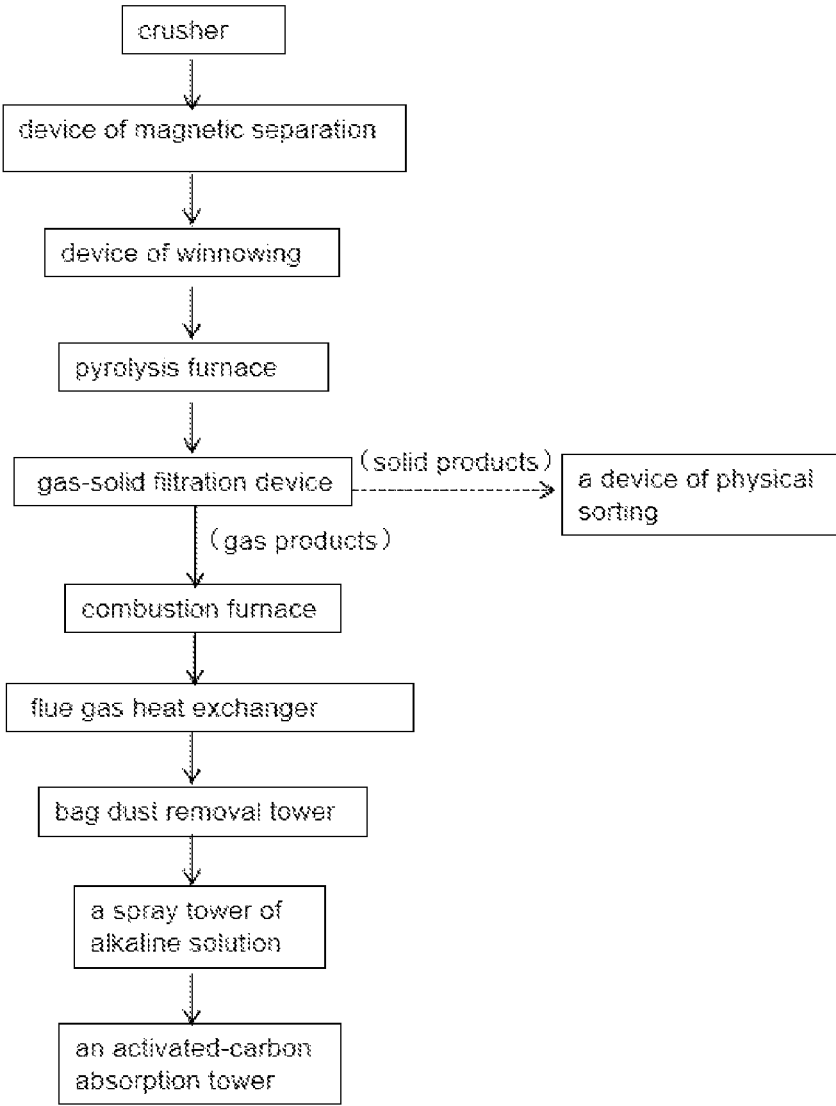 crusher
device of magnetic separation
device of winnowing
pyrolysis furnace
gas-solid filtration device
(solid products)
a device of physical
sorting
(gas products)
combustion furnace
flue gas heat exchanger
bag dust removal tower
a spray tower of
alkaline solution
an activated-carbon
absorption tower